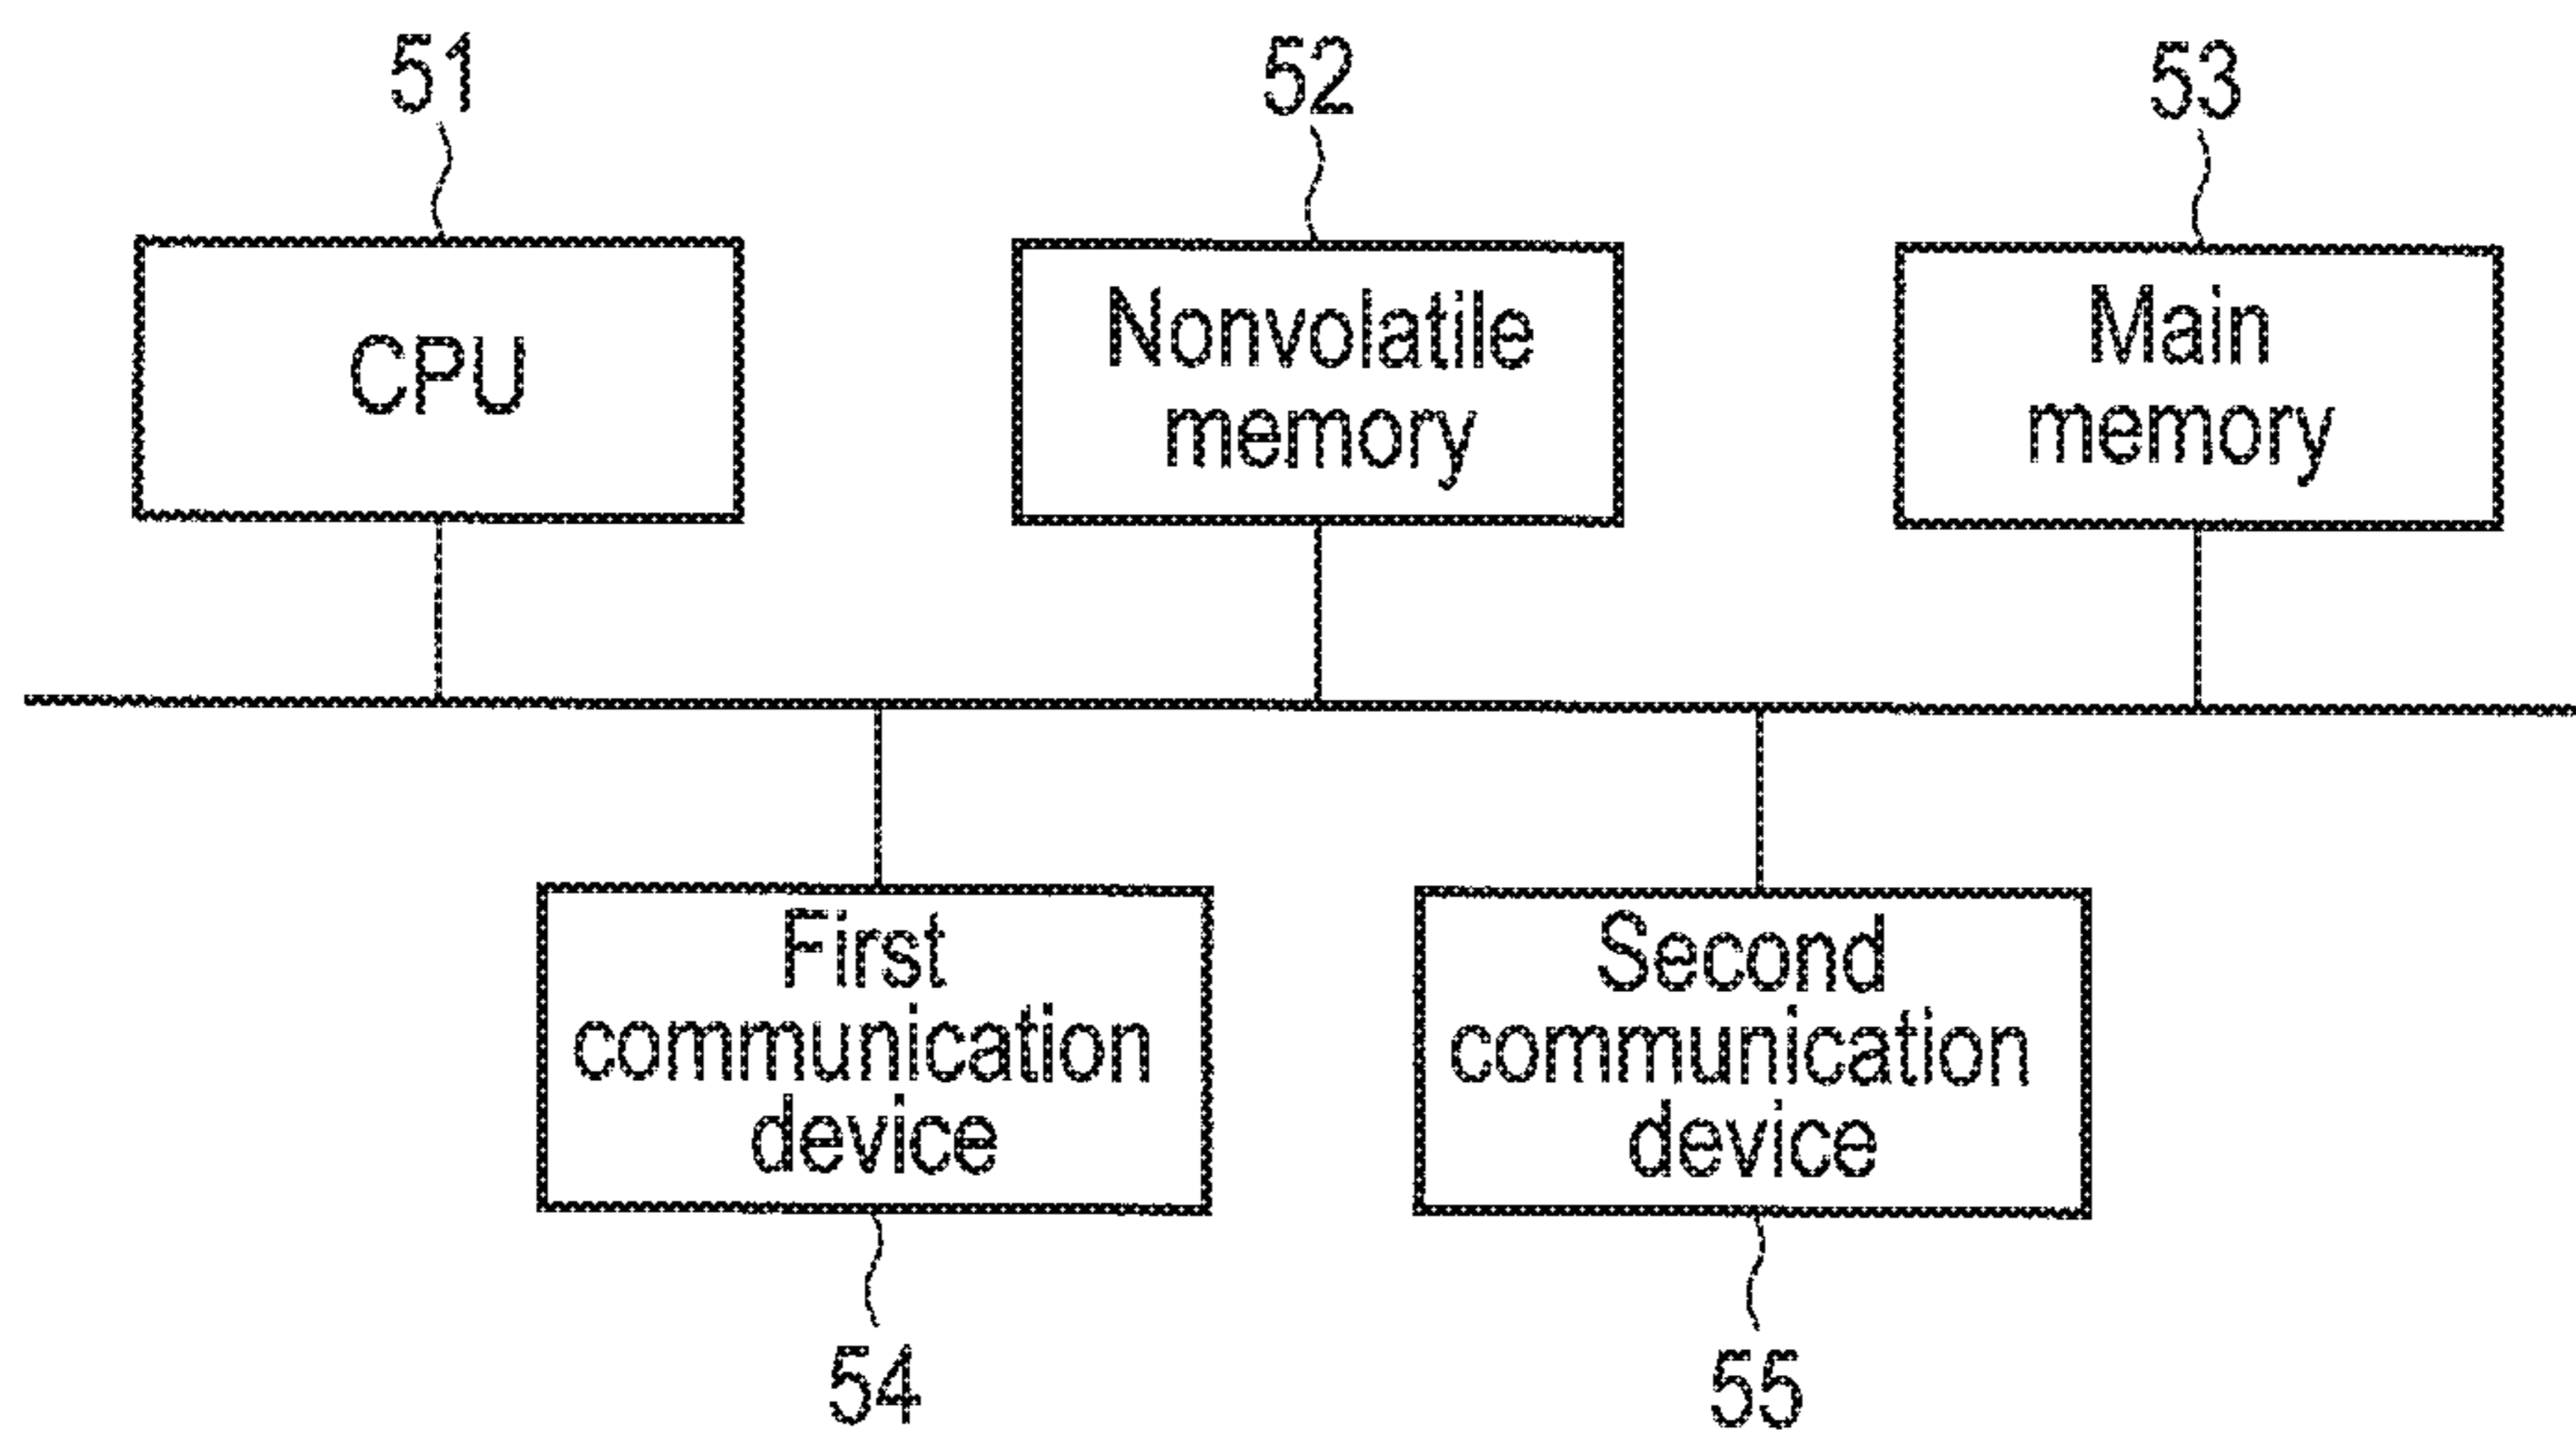 51
52
53
CPU
Nonvolatile
memory
Main
memory
First
communication
device
Second
communication
device
54
55